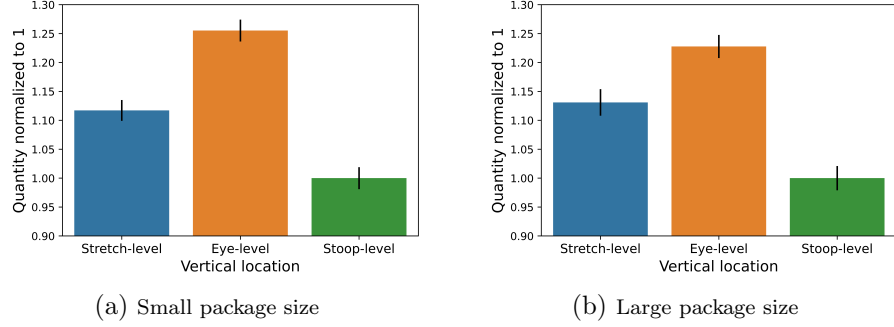 Quantity normalized to 1
1.30
1.25
1.20
1.15
1.10
1.05
1.00
0.95
0.90
Stretch-level Eye-level Stoop-level
Vertical location
(a) Small package size
Quantity normalized to 1
1.30
1.25
1.20
1.15
1.10
1.05
1.00
0.95
0.90
Stretch-level Eye-level Stoop-level
Vertical location
(b) Large package size